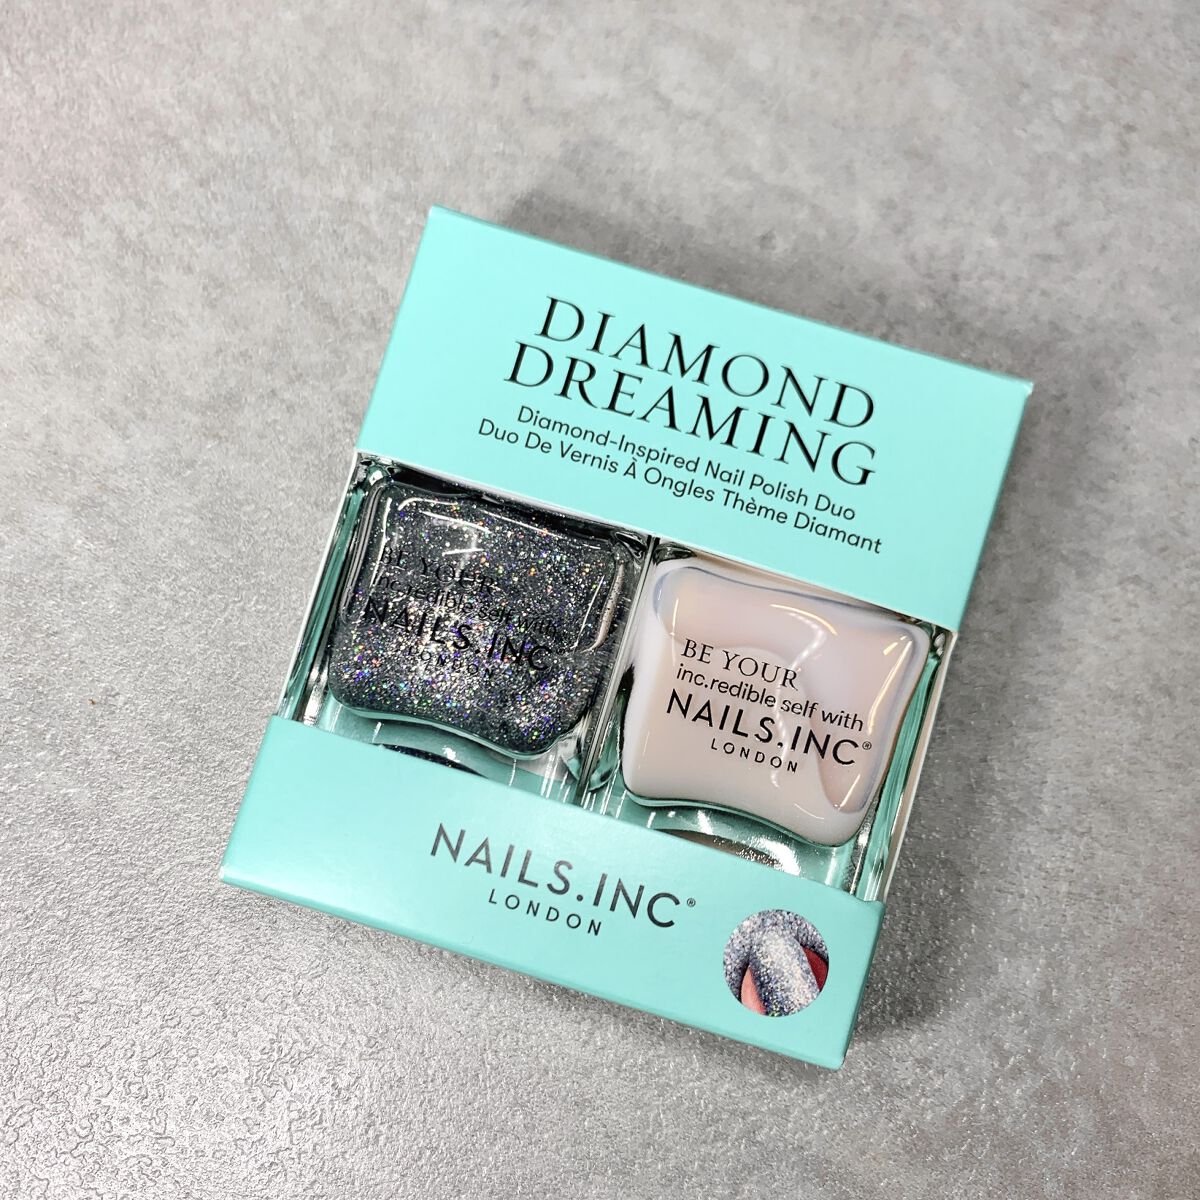 DIAMOND
DREAMING
Diamond-Inspired Nail Polish Duo
Duo De Vernis À Ongles Thème Diamant
BE YOUR
inc.redible self with
NAILS.INC
LONDON
BE YOUR
inc.redible self with
NAILS.INC®
LONDON
NAILS.INC®
LONDON